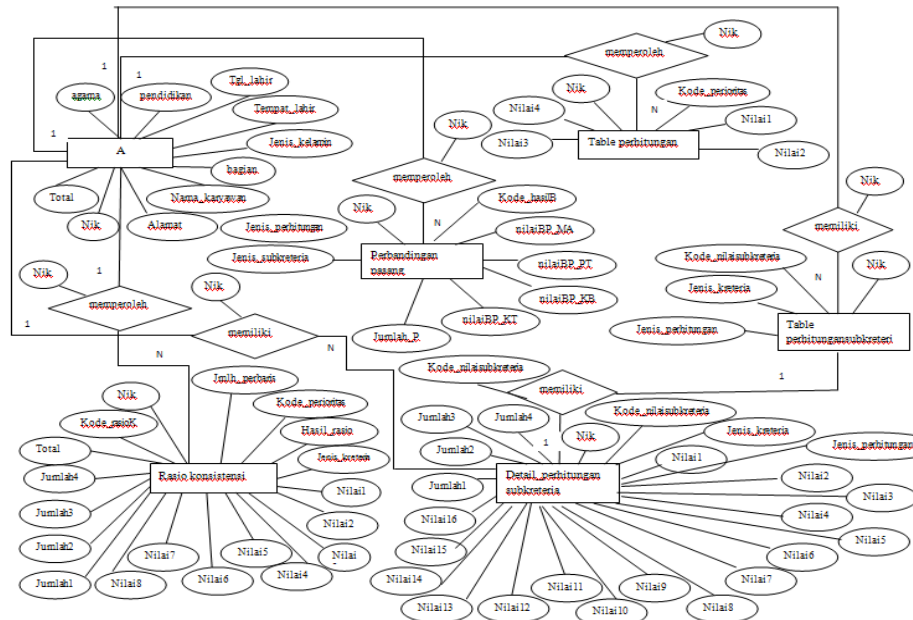 Nik
memperoleh
1
1
1
Tgl_lahir
agama
pendidikan
Tempat_lahir
Jenis_kelamin
bagian
Nama_karyawan
Alamat
Nik
Total
A
1
Nik
Kode_perioritas
Nilai4
Nilai3
N
Nilai1
Nilai2
Table perhitungan
Nik
memperoleh
N
Nik
Kode_hasilB
Jenis_perhitungan
Jenis_subkreteria
nilaiBP_MA
nilaiBP_PT
nilaiBP_KB
nilaiBP_KT
Jumlah_P
Perbandingan
pasang
Nik
memiliki
N
Kode_nilaisubkreteria
Nik
Jenis_kreteria
Jenis_perhitungan
Table
perhitungansubkreteri
1
Nik
memperoleh
1
N
Nik
memiliki
1
N
Jmlh_perbaris
Nik
Kode_perioritas
Kode_rasioK
Hasil_rasio
Total
Jenis_kreteria
Rasio konsistensi
Jumlah4
Jumlah3
Jumlah2
Jumlah1
Nilai8
Nilai7
Nilai6
Nilai5
Nilai4
Nilai
Nilai2
Nilai1
Kode_nilaisubkreteria
memiliki
1
Jumlah3
Jumlah4
Kode_nilaisubkreteria
Nik
Jenis_kreteria
Jenis_perhitungan
Jumlah2
Jumlah1
Detail_perhitungan
subkreteria
Nilai1
Nilai2
Nilai3
Nilai4
Nilai5
Nilai6
Nilai7
Nilai8
Nilai9
Nilai10
Nilai11
Nilai12
Nilai13
Nilai14
Nilai15
Nilai16